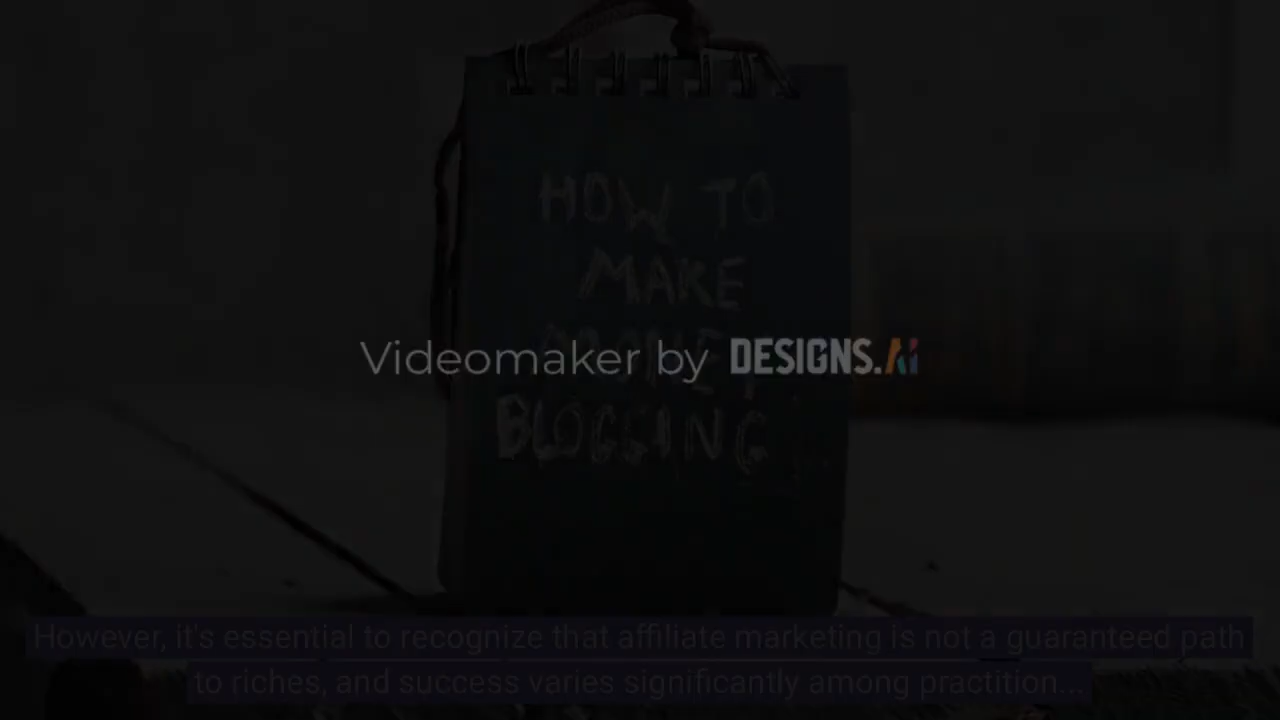 HOW TO
MAKE
Videomaker by DESIGNS.AI
BLOGGING
However, it's essential to recognize that affiliate marketing is not a guaranteed path
to riches, and success varies significantly among practition...